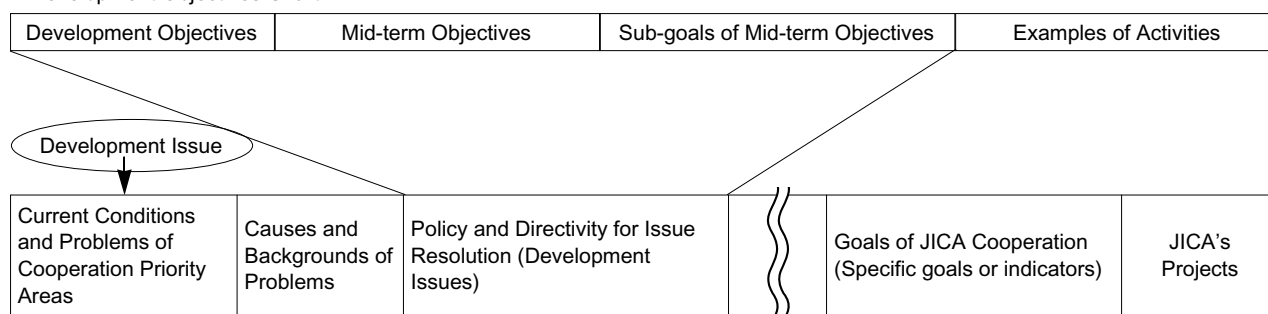 Development Objectives
Mid-term Objectives
Sub-goals of Mid-term Objectives
Examples of Activities
Development Issue
Current Conditions
and Problems of
Cooperation Priority
Areas
Causes and
Backgrounds of
Problems
Policy and Directivity for Issue
Resolution (Development
Issues)
Goals of JICA Cooperation
(Specific goals or indicators)
JICA's
Projects